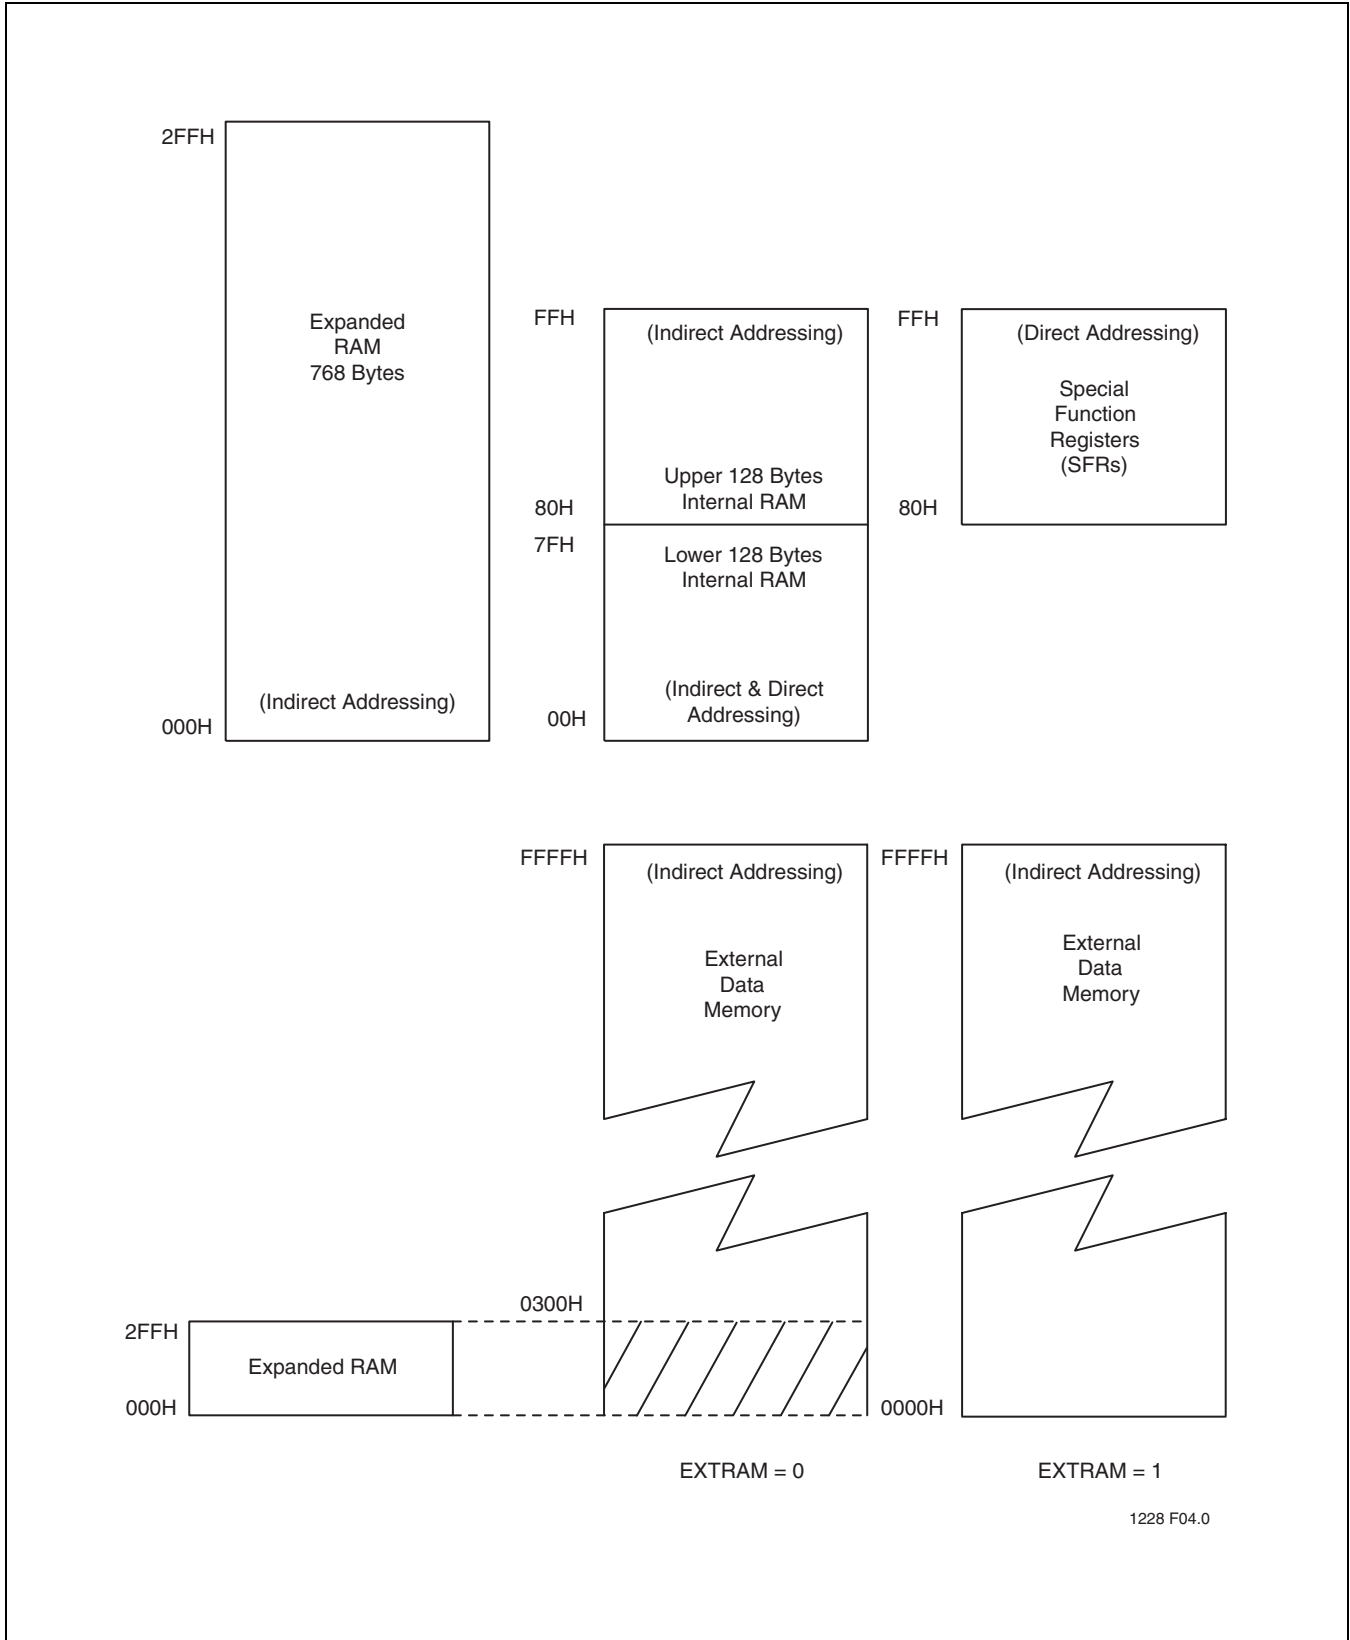 2FFH
Expanded
RAM
768 Bytes
(Indirect Addressing)
000H
FFH
(Indirect Addressing)
Upper 128 Bytes
Internal RAM
80H
7FH
Lower 128 Bytes
Internal RAM
(Indirect & Direct
Addressing)
00H
FFH
(Direct Addressing)
Special
Function
Registers
(SFRs)
80H
FFFFH
(Indirect Addressing)
External
Data
Memory
FFFFH
(Indirect Addressing)
External
Data
Memory
0300H
2FFH
Expanded RAM
000H
0000H
EXTRAM = 0
EXTRAM = 1
1228 F04.0